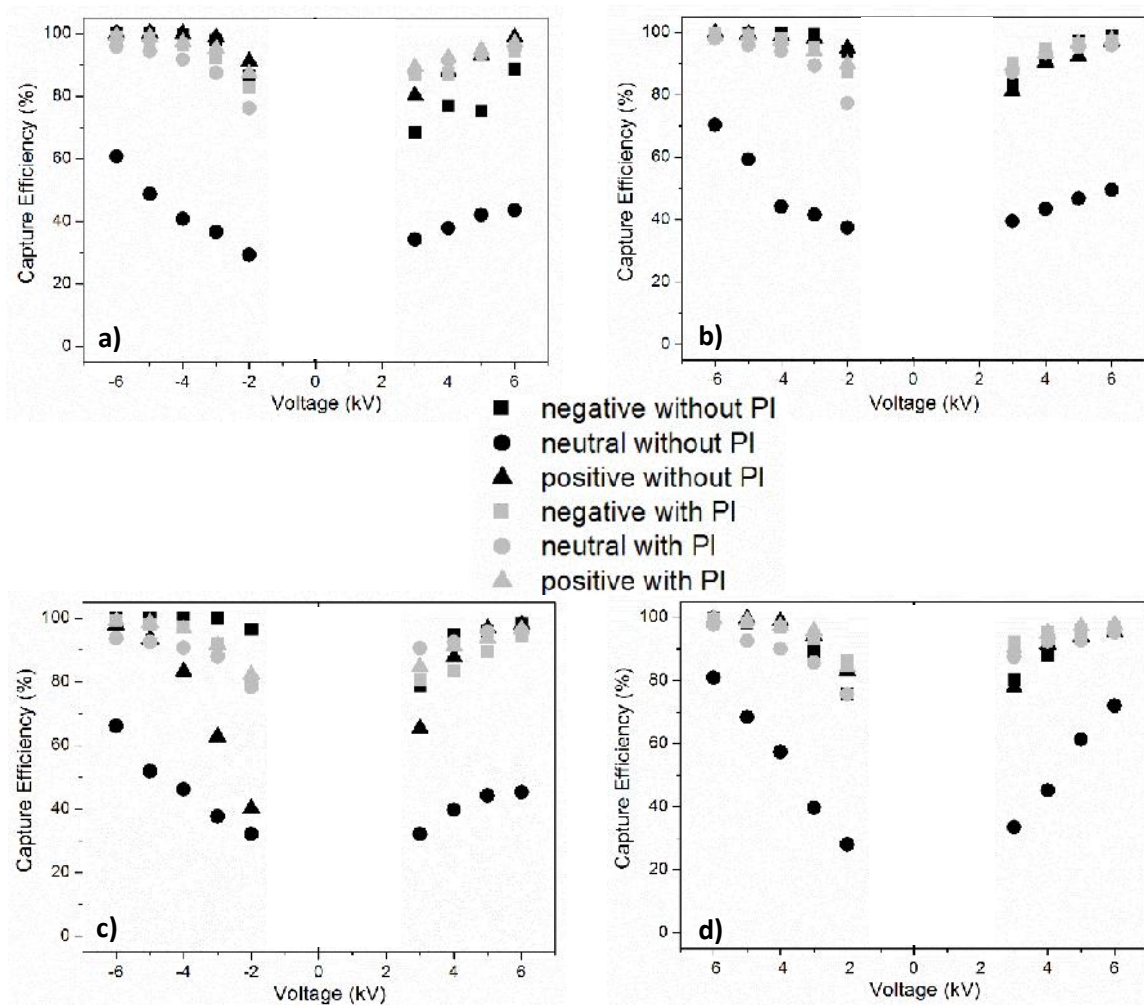 100
80
60
40
20
0
Capture Efficiency (%)
a)
-6 -4 -2 0 2 4 6
Voltage (kV)
100
80
60
40
20
0
Capture Efficiency (%)
b)
6 -4 2 0 2 4 6
Voltage (kV)
negative without PI
neutral without PI
positive without PI
negative with PI
neutral with PI
positive with PI
100
80
60
40
20
0
Capture Efficiency (%)
c)
-6 -4 -2 0 2 4 6
Voltage (kV)
100
80
60
40
20
0
Capture Efficiency (%)
d)
6 -4 2 0 2 4 6
Voltage (kV)